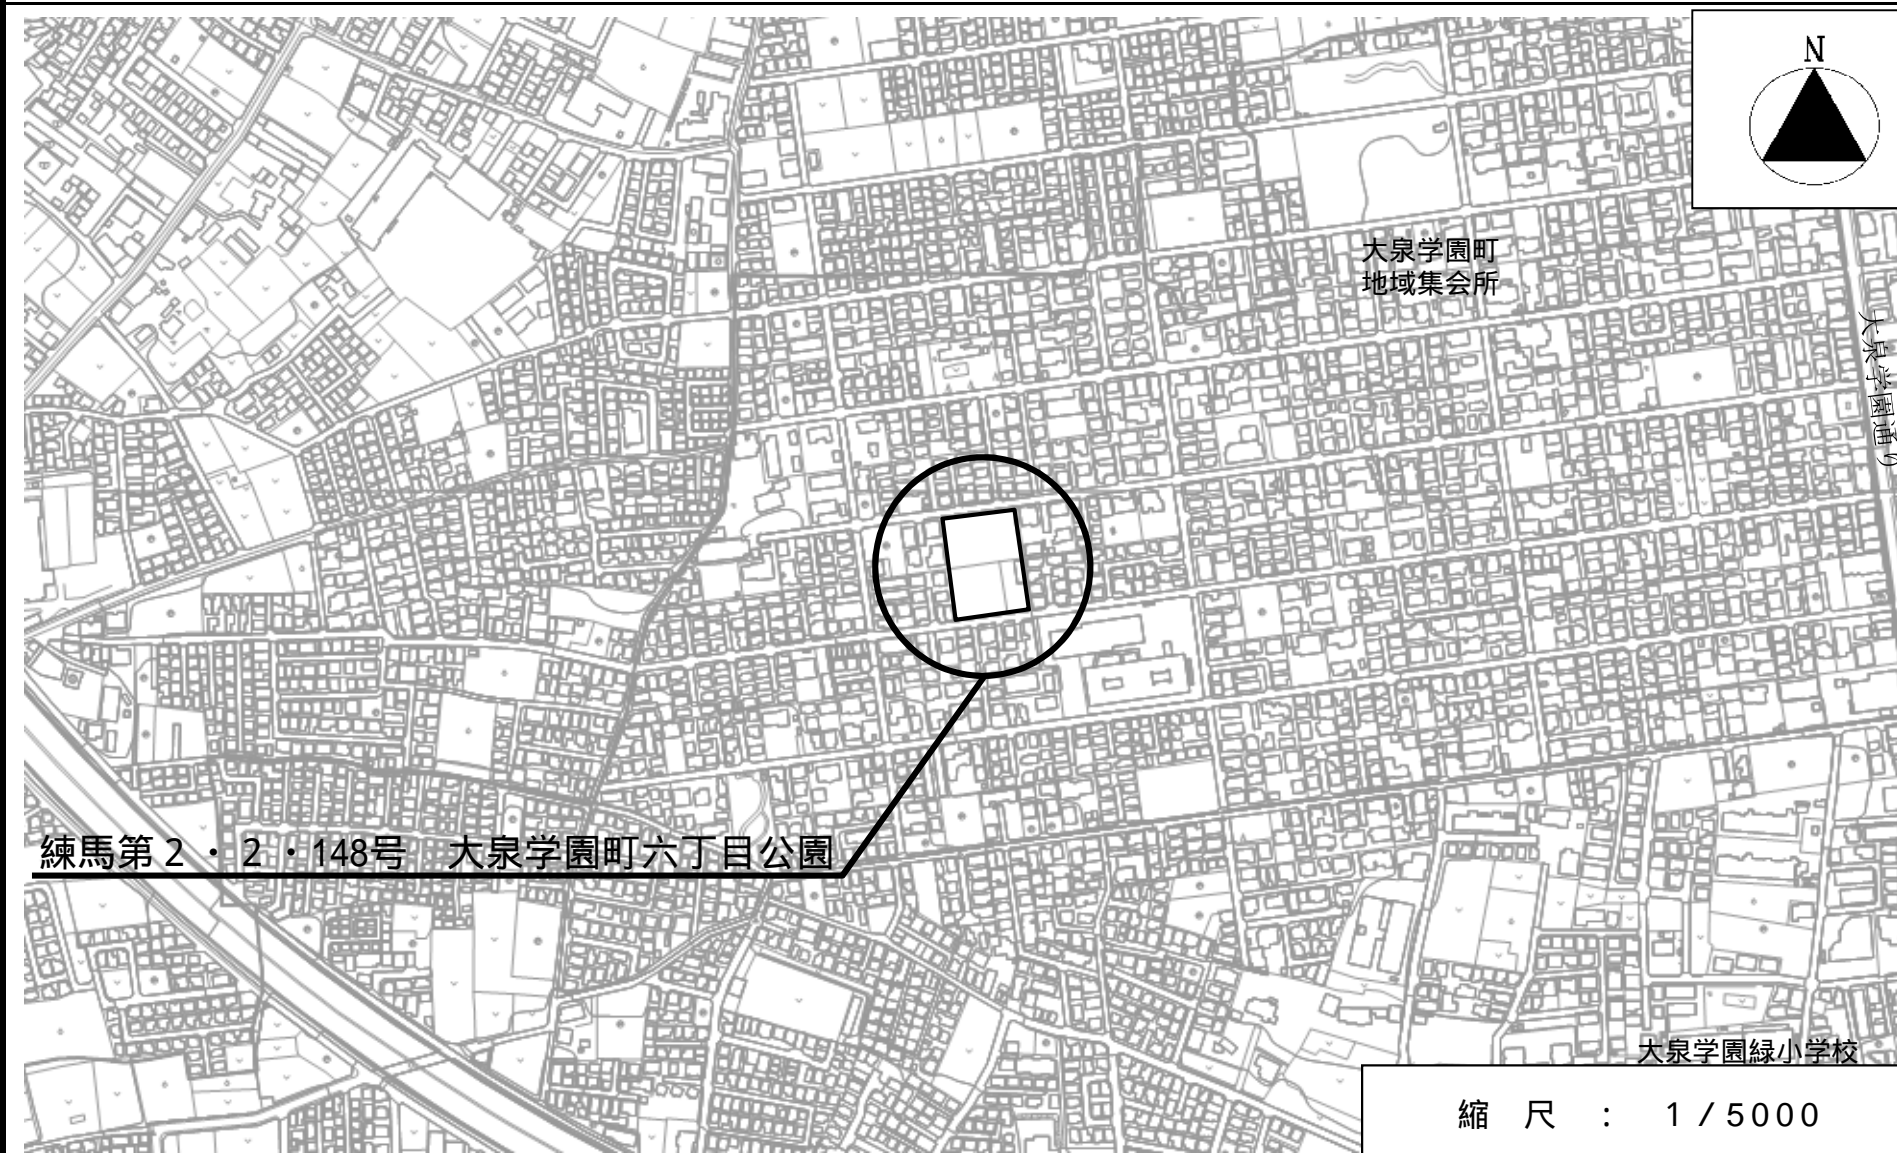 N
大泉学園町
地域集会所
大泉学園通り
練馬第2・2・148号　大泉学園町六丁目公園
大泉学園緑小学校
縮 尺 ： 1/5000